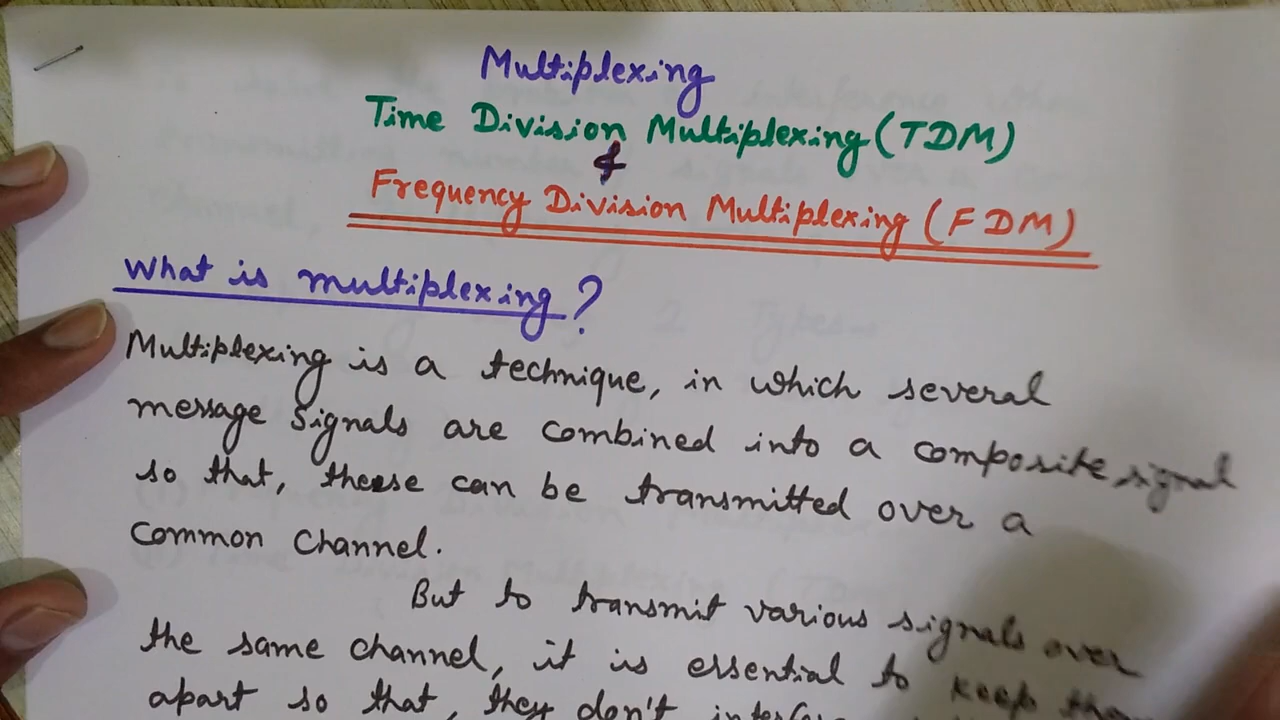 Multiplexing
Time Division Multiplexing (TDM)
&
Frequency Division Multiplexing (FDM)
What is multiplexing?
Multiplexing is a technique, in which several
message signals are combined into a composite signal
so that, these can be transmitted over a
common channel.
But to transmit various signals over
the same channel, it is essential to keep
apart so that, they don't